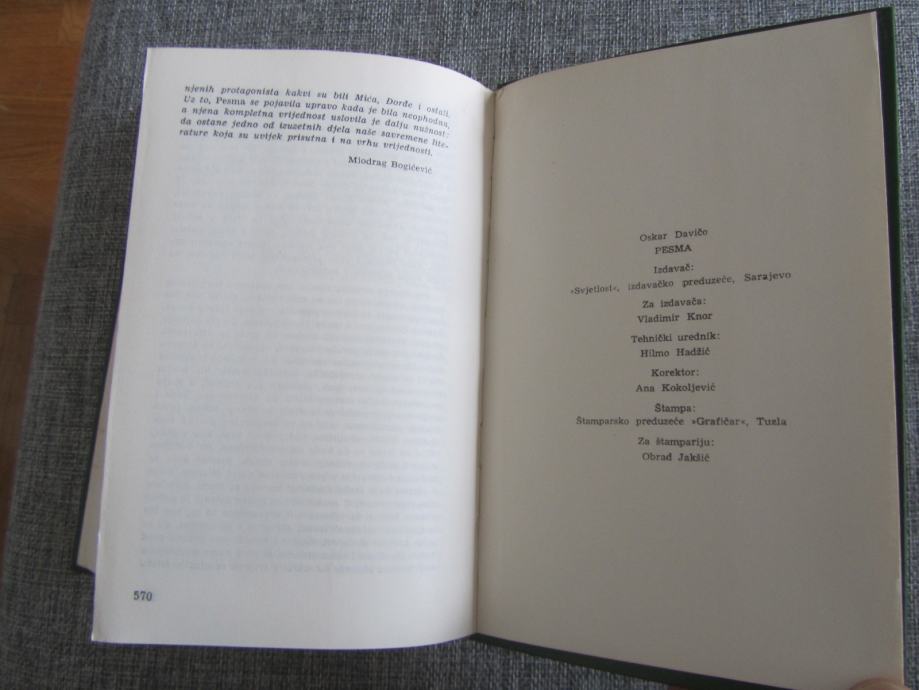 njenih protagonista kakvi su bili Mića, Đorđe i ostali.
Uz to, Pesma se pojavila upravo kada je bila neophodna,
a njena kompletna vrijednost uslovila je dalju nužnost:
da ostane jedno od izuzetnih djela naše savremene lite-
rature koja su uvijek prisutna i na vrhu vrijednosti.
Miodrag Bogićević
570
Oskar Davičo
PESMA
Izdavač:
»Svjetlost«, izdavačko preduzeće, Sarajevo
Za izdavača:
Vladimir Knor
Tehnički urednik:
Hilmo Hadžić
Korektor:
Ana Kokoljević
Štampa:
Štamparsko preduzeće »Grafičar«, Tuzla
Za štampariju:
Obrad Jakšić